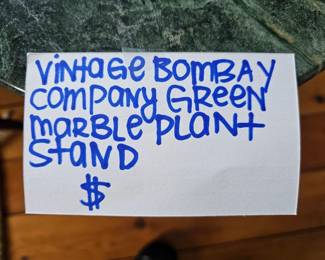 vintage BOMBAY
company GREEN
marBLE PLANt
StaND
$